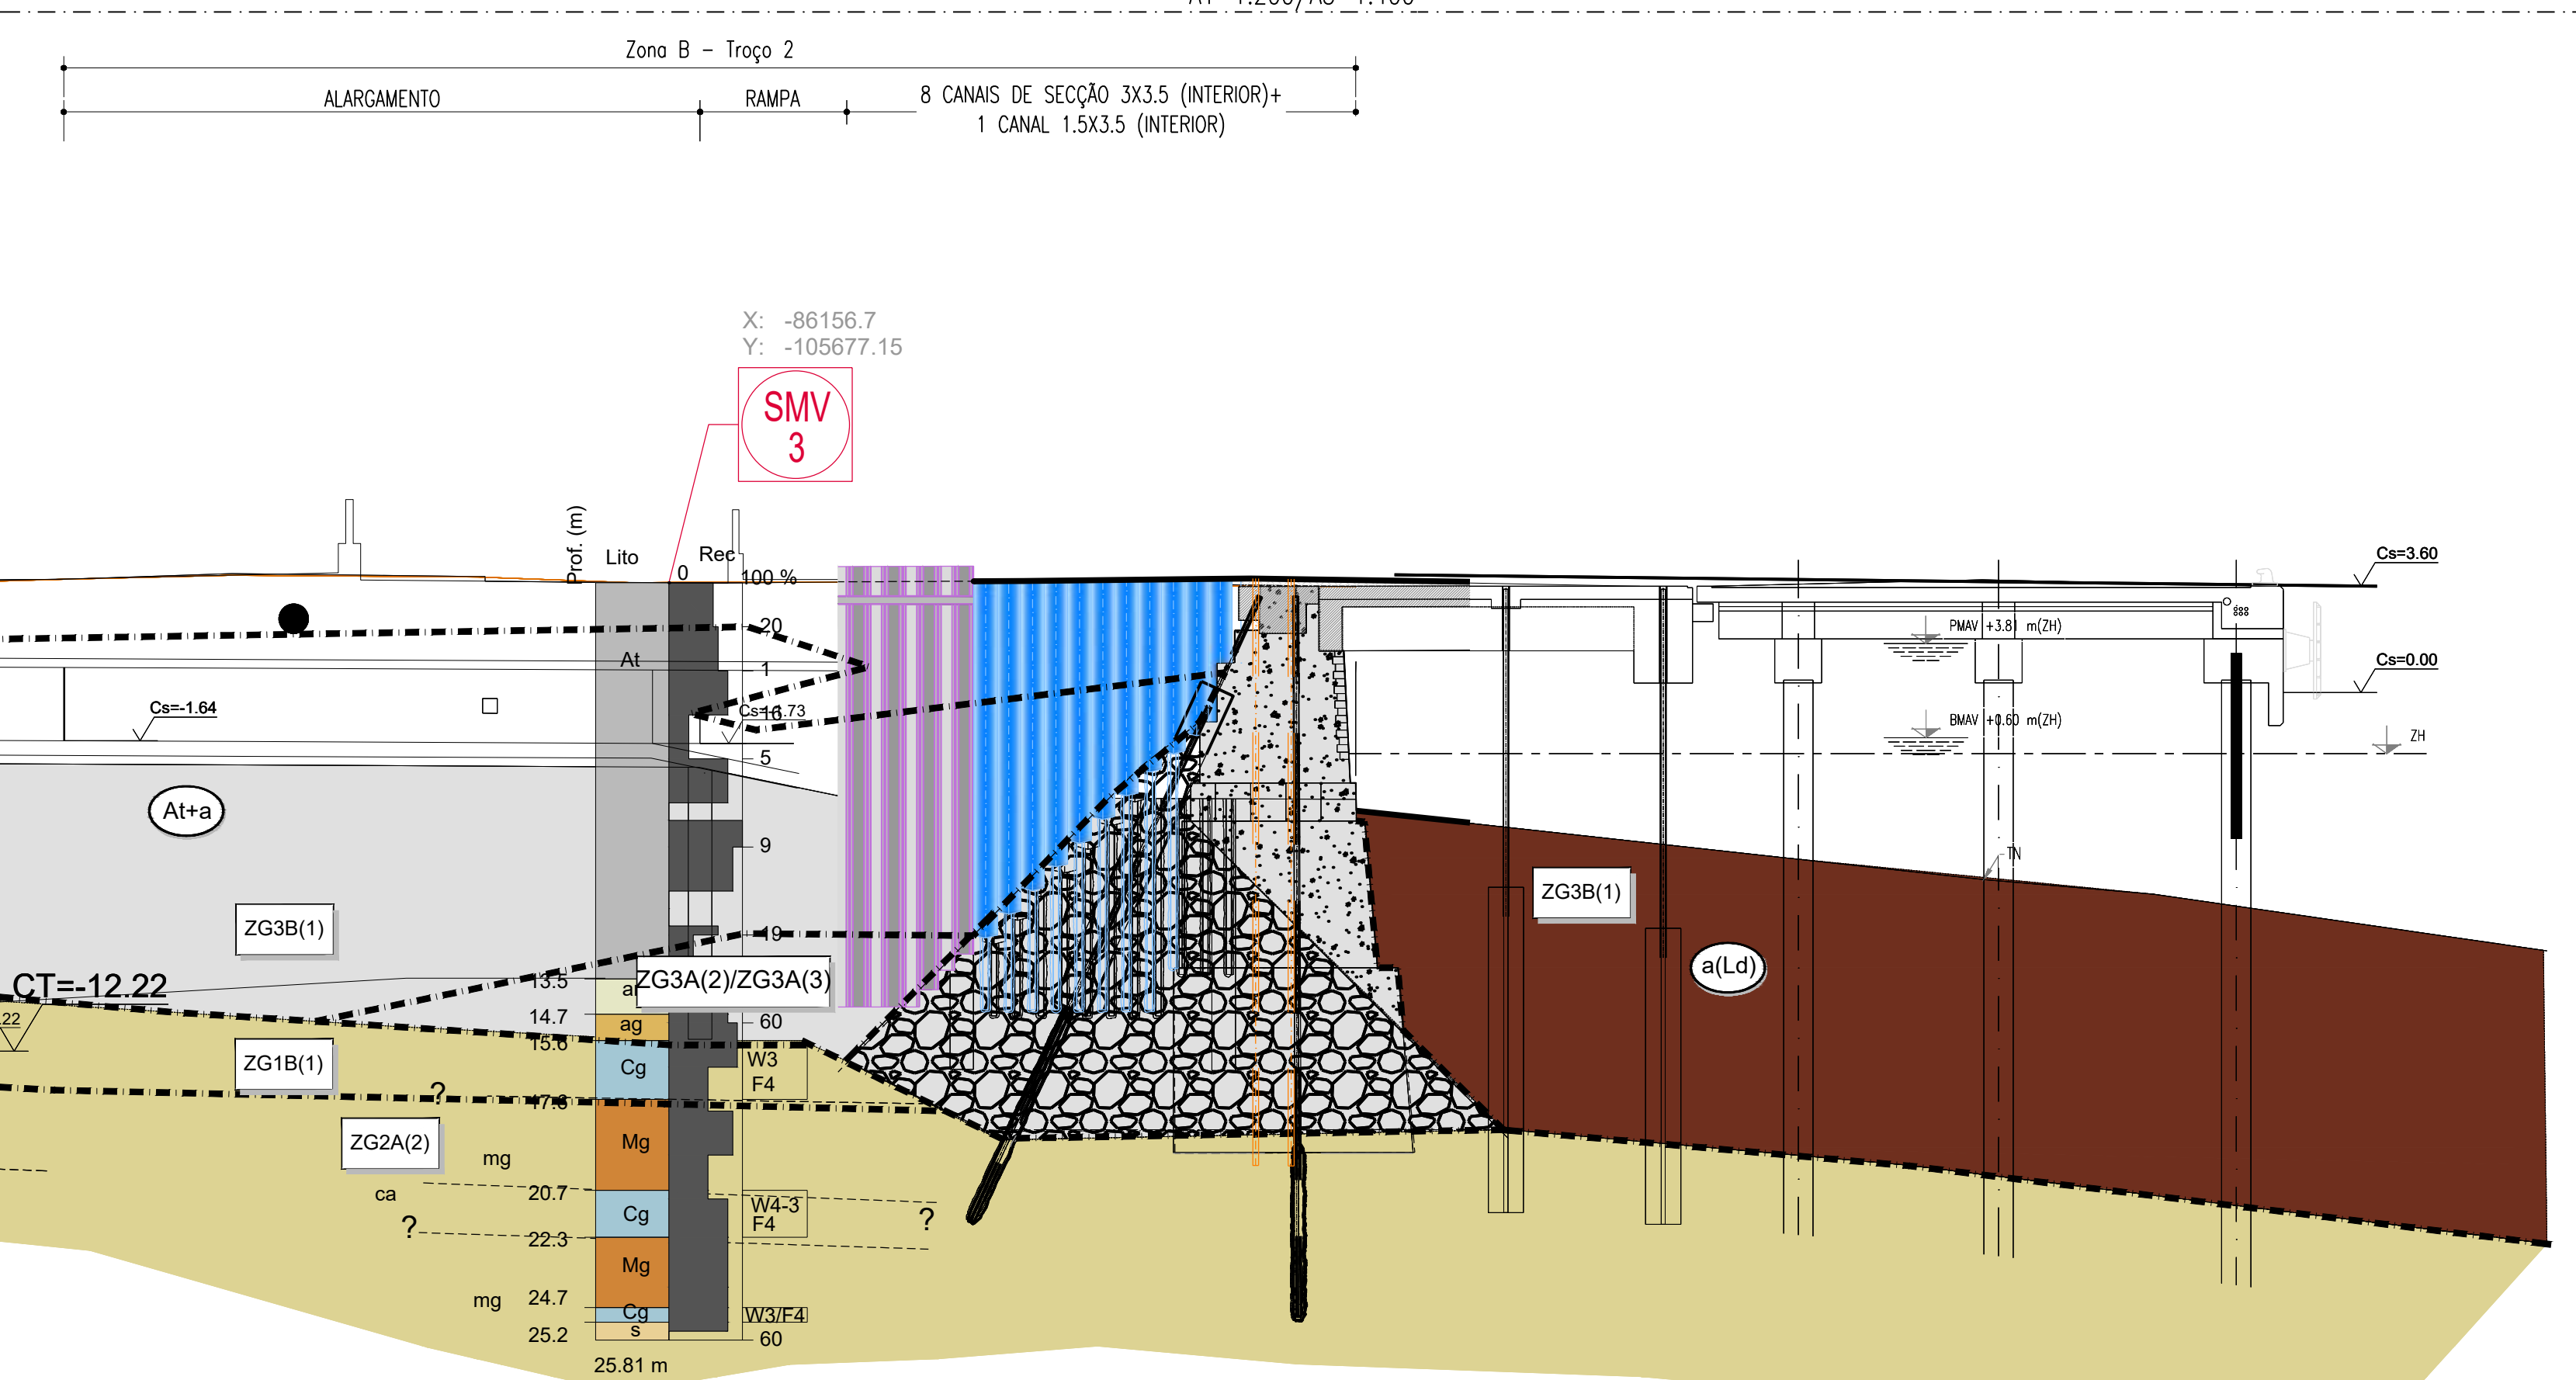 Zona B - Troço 2
ALARGAMENTO
RAMPA
8 CANAIS DE SECÇÃO 3X3.5 (INTERIOR)+
1 CANAL 1.5X3.5 (INTERIOR)
X: -86156.7
Y: -105677.15
SMV
3
Prof. (m)
Lito
Rec
0
100 %
Cs=3.60
20
PMAV +3.81 m(ZH)
At
1
Cs=0.00
Cs=-1.64
16
Cs=-1.73
BMAV +0.60 m(ZH)
ZH
5
At+a
9
TN
ZG3B(1)
ZG3B(1)
19
a(Ld)
CT=-12.22
13.5
ZG3A(2)/ZG3A(3)
.22
14.7
ag
60
15.6
ZG1B(1)
Cg
W3
F4
?
17.6
ZG2A(2)
mg
Mg
ca
20.7
Cg
W4-3
F4
?
?
22.3
Mg
mg
24.7
Cg
W3/F4
s
25.2
60
25.81 m